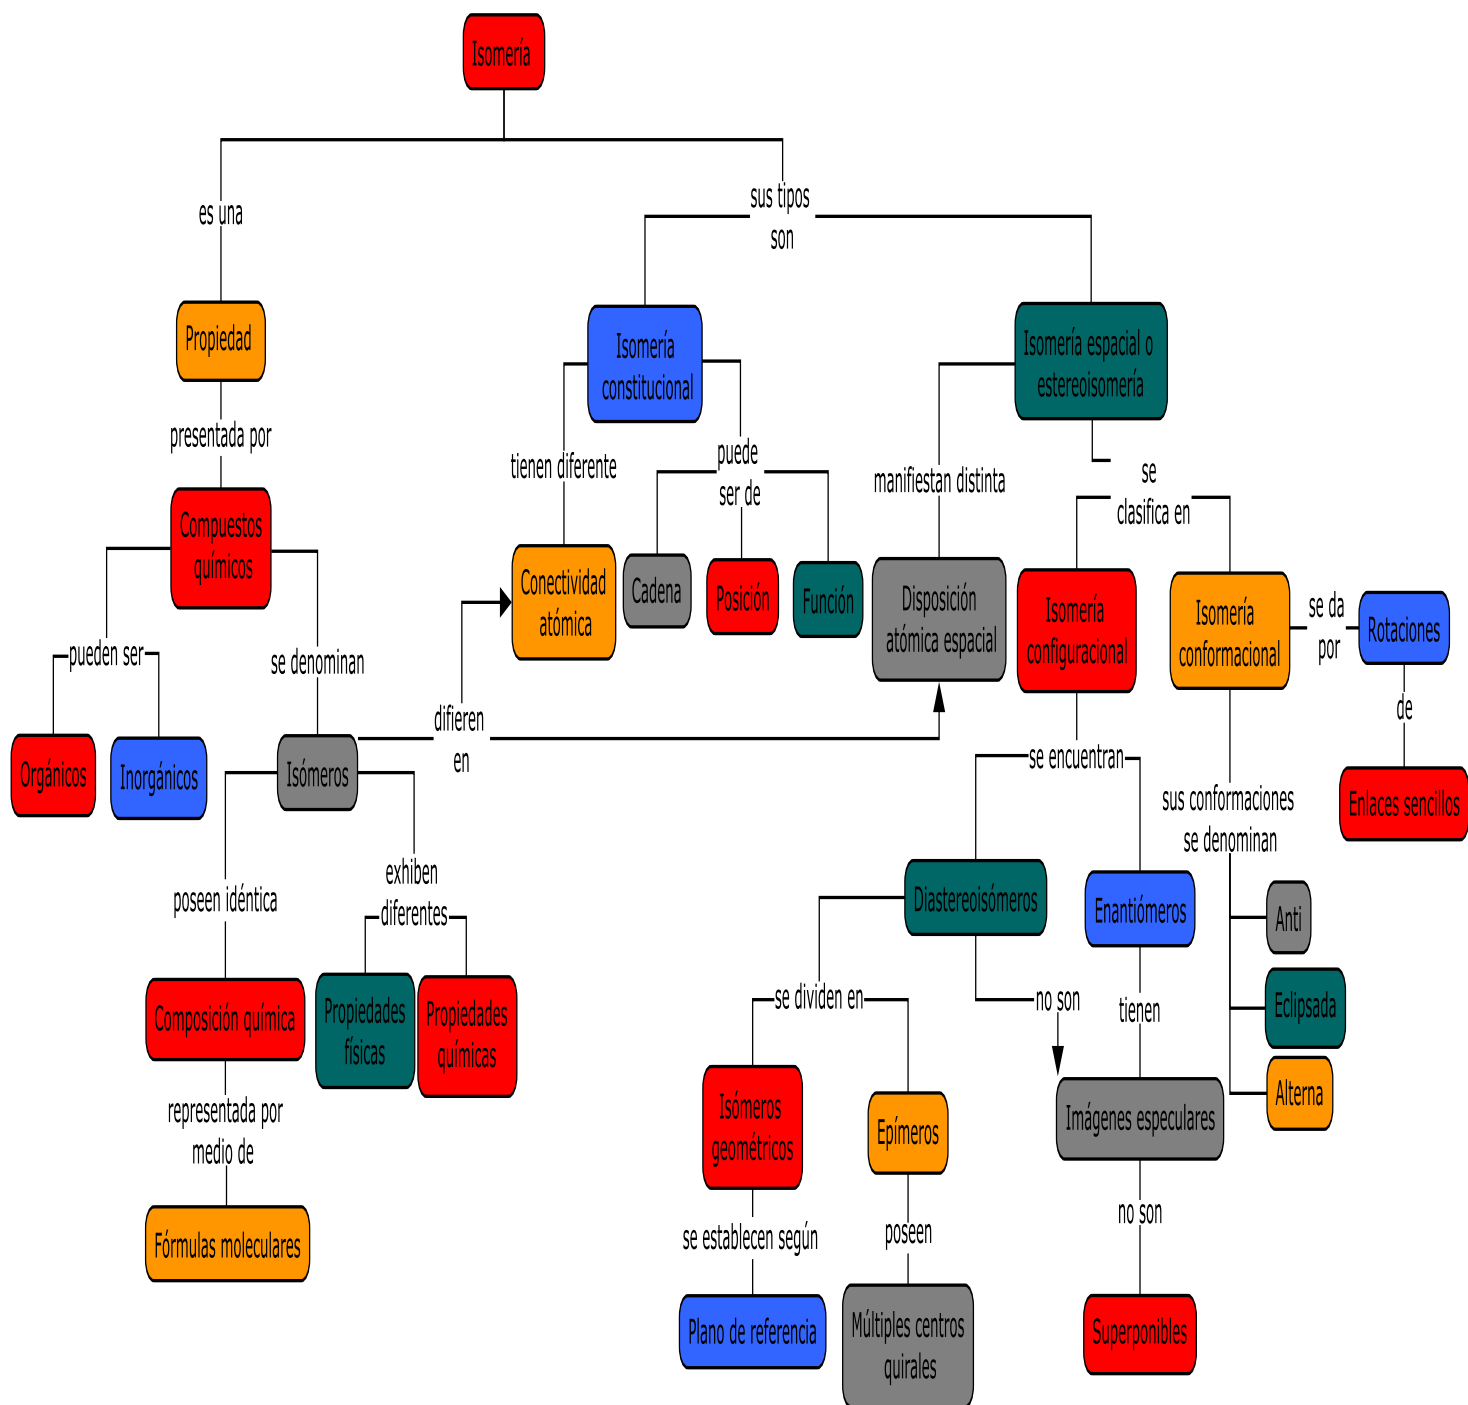 Isomería
es una
sus tipos
son
Propiedad
Isomería
constitucional
Isomería espacial o
estereoisomería
presentada por
tienen diferente
puede
ser de
manifiestan distinta
se
clasifica en
Compuestos
químicos
Conectividad
atómica
Cadena
Posición
Función
Disposición
atómica espacial
Isomería
configuracional
Isomería
conformacional
se da
por
Rotaciones
pueden ser
se denominan
difieren
en
de
Orgánicos
Inorgánicos
Isómeros
se encuentran
sus conformaciones
se denominan
Enlaces sencillos
poseen idéntica
exhiben
diferentes
Diastereoisómeros
Enantiómeros
Anti
Eclipsada
Alterna
Composición química
Propiedades
físicas
Propiedades
químicas
se dividen en
no son
tienen
representada por
medio de
Isómeros
geométricos
Epímeros
Imágenes especulares
Fórmulas moleculares
se establecen según
poseen
no son
Plano de referencia
Múltiples centros
quirales
Superponibles